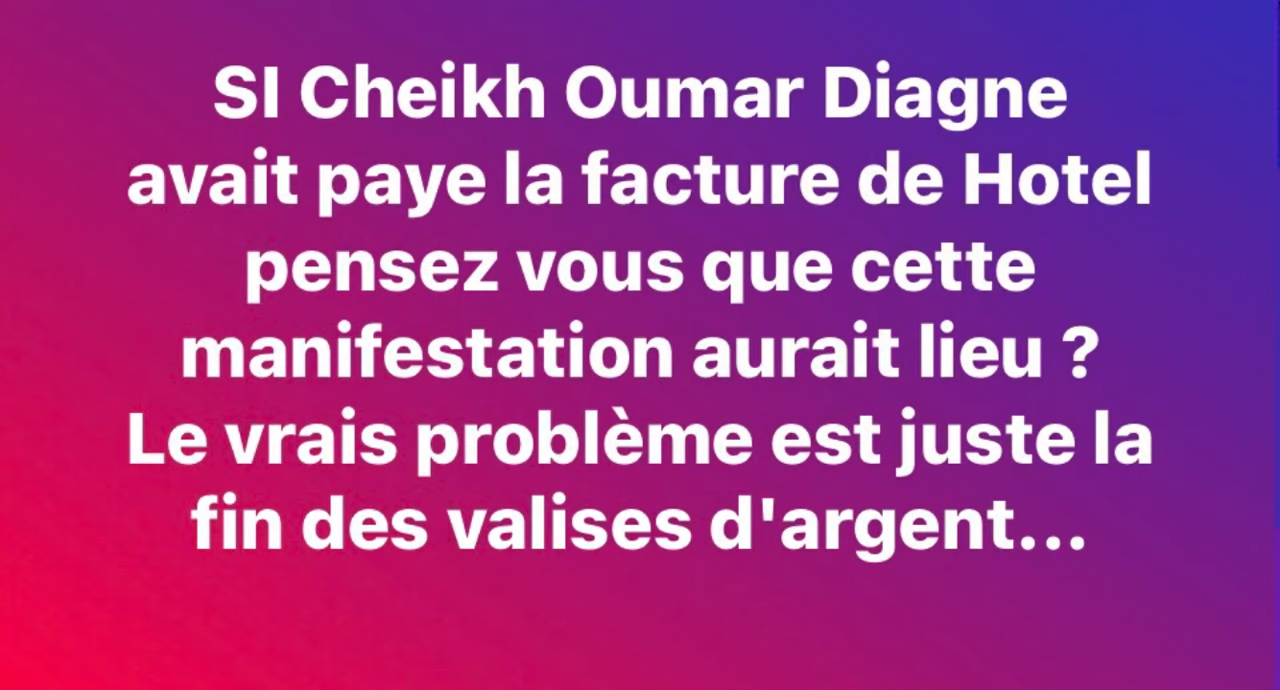 SI Cheikh Oumar Diagne
avait paye la facture de Hotel
pensez vous que cette
manifestation aurait lieu ?
Le vrais problème est juste la
fin des valises d'argent...